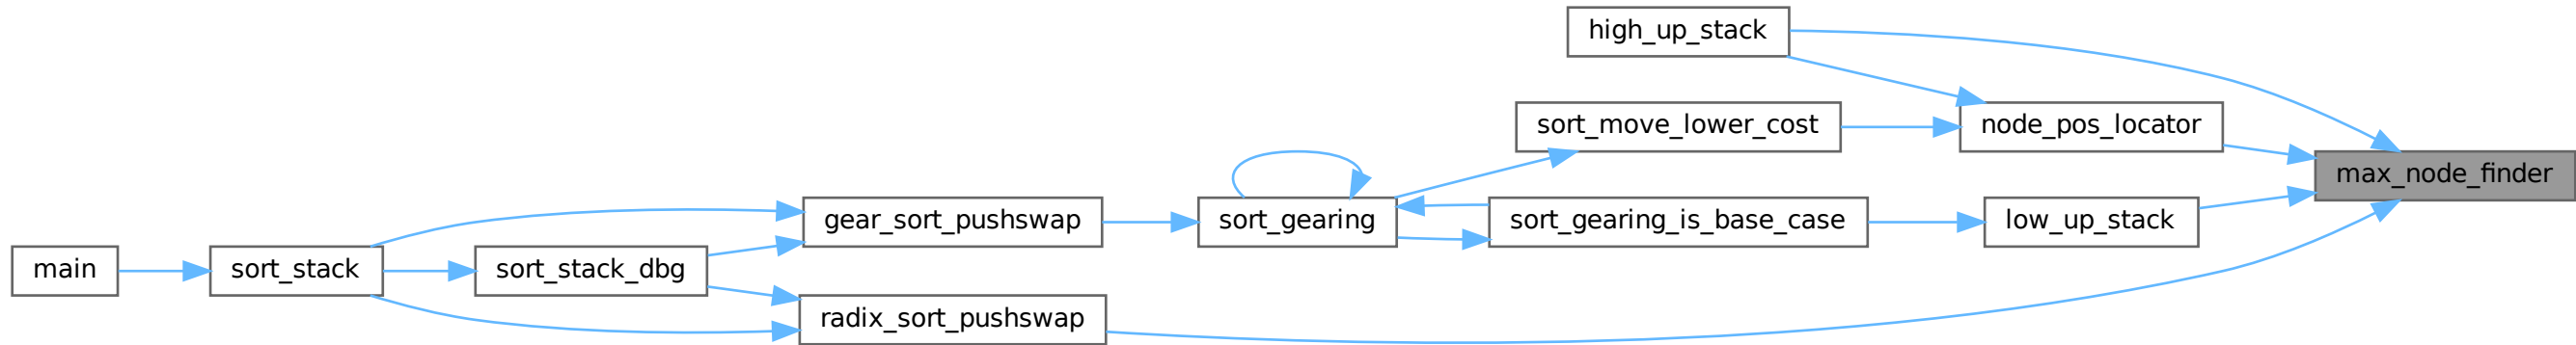 high_up_stack
sort_move_lower_cost
node_pos_locator
max_node_finder
gear_sort_pushswap
sort_gearing
sort_gearing_is_base_case
low_up_stack
main
sort_stack
sort_stack_dbg
radix_sort_pushswap